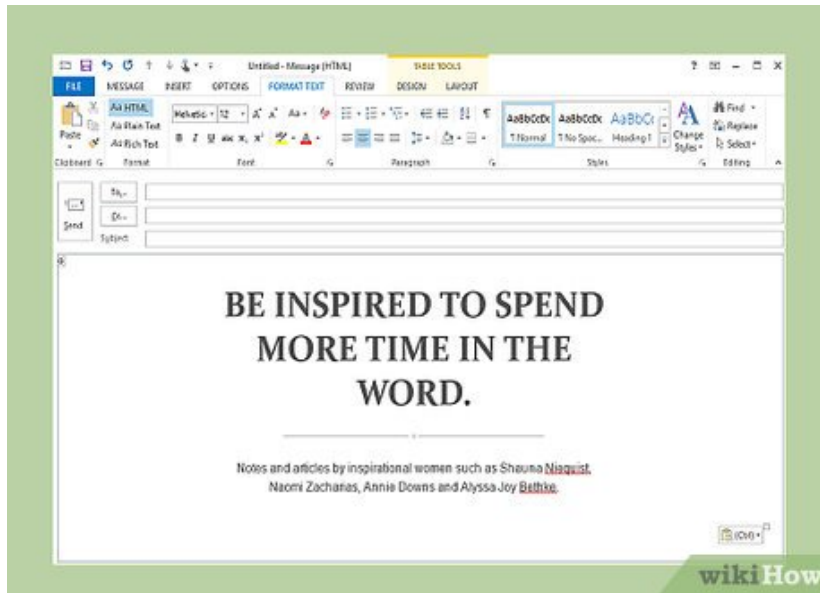 Untitled - Message (HTML) TABLE TOOLS
FILE MESSAGE INSERT OPTIONS FORMAT TEXT REVIEW DESIGN LAYOUT
Paste
Aa HTML
Aa Plain Text
Aa Rich Text
Helvetic 12
AaBbCcDc AaBbCcDc AaBbCc
¶ Normal ¶ No Spac... Heading 1
Change
Styles
Find
Replace
Select
Clipboard Format Font Paragraph Styles Editing
Send
To...
Cc...
Subject
BE INSPIRED TO SPEND
MORE TIME IN THE
WORD.
Notes and articles by inspirational women such as Shauna Niequist,
Naomi Zacharias, Annie Downs and Alyssa Joy Bethke.
(Ctrl)
wikiHow